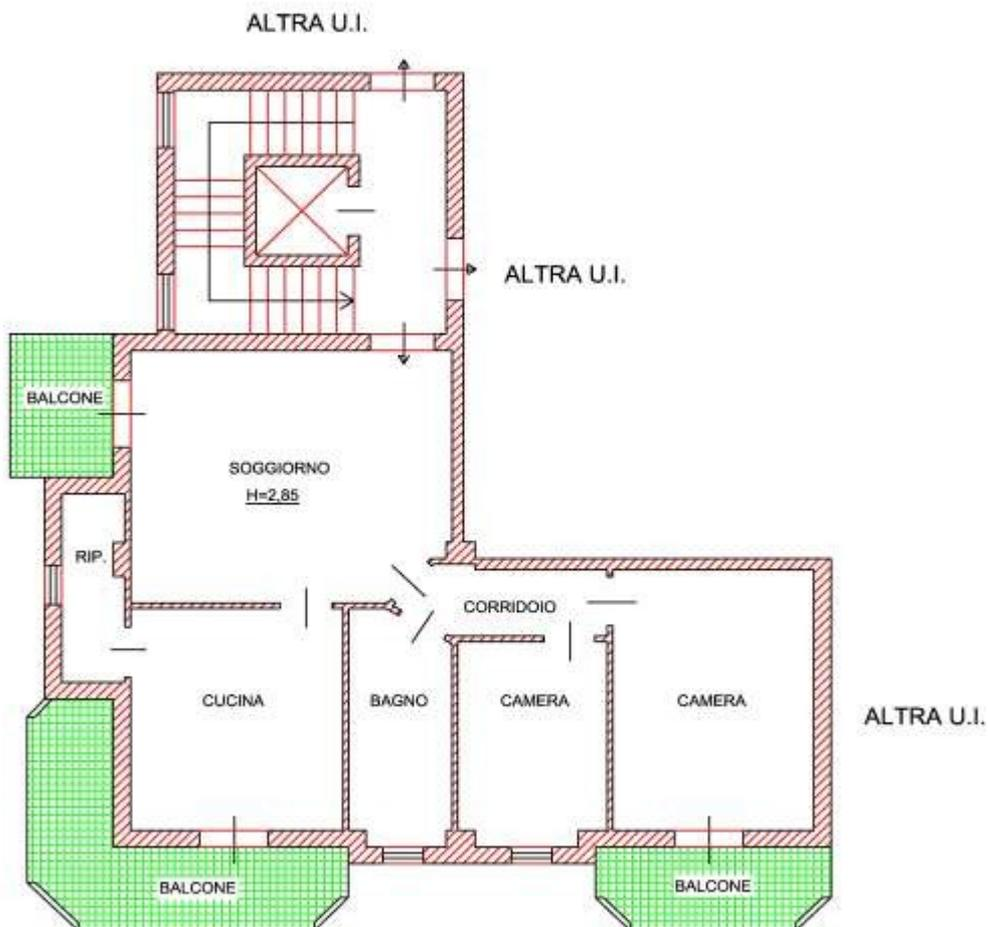 ALTRA U.I.
ALTRA U.I.
BALCONE
SOGGIORNO
H=2,85
RIP.
CORRIDOIO
CUCINA
BAGNO
CAMERA
CAMERA
ALTRA U.I.
BALCONE
BALCONE